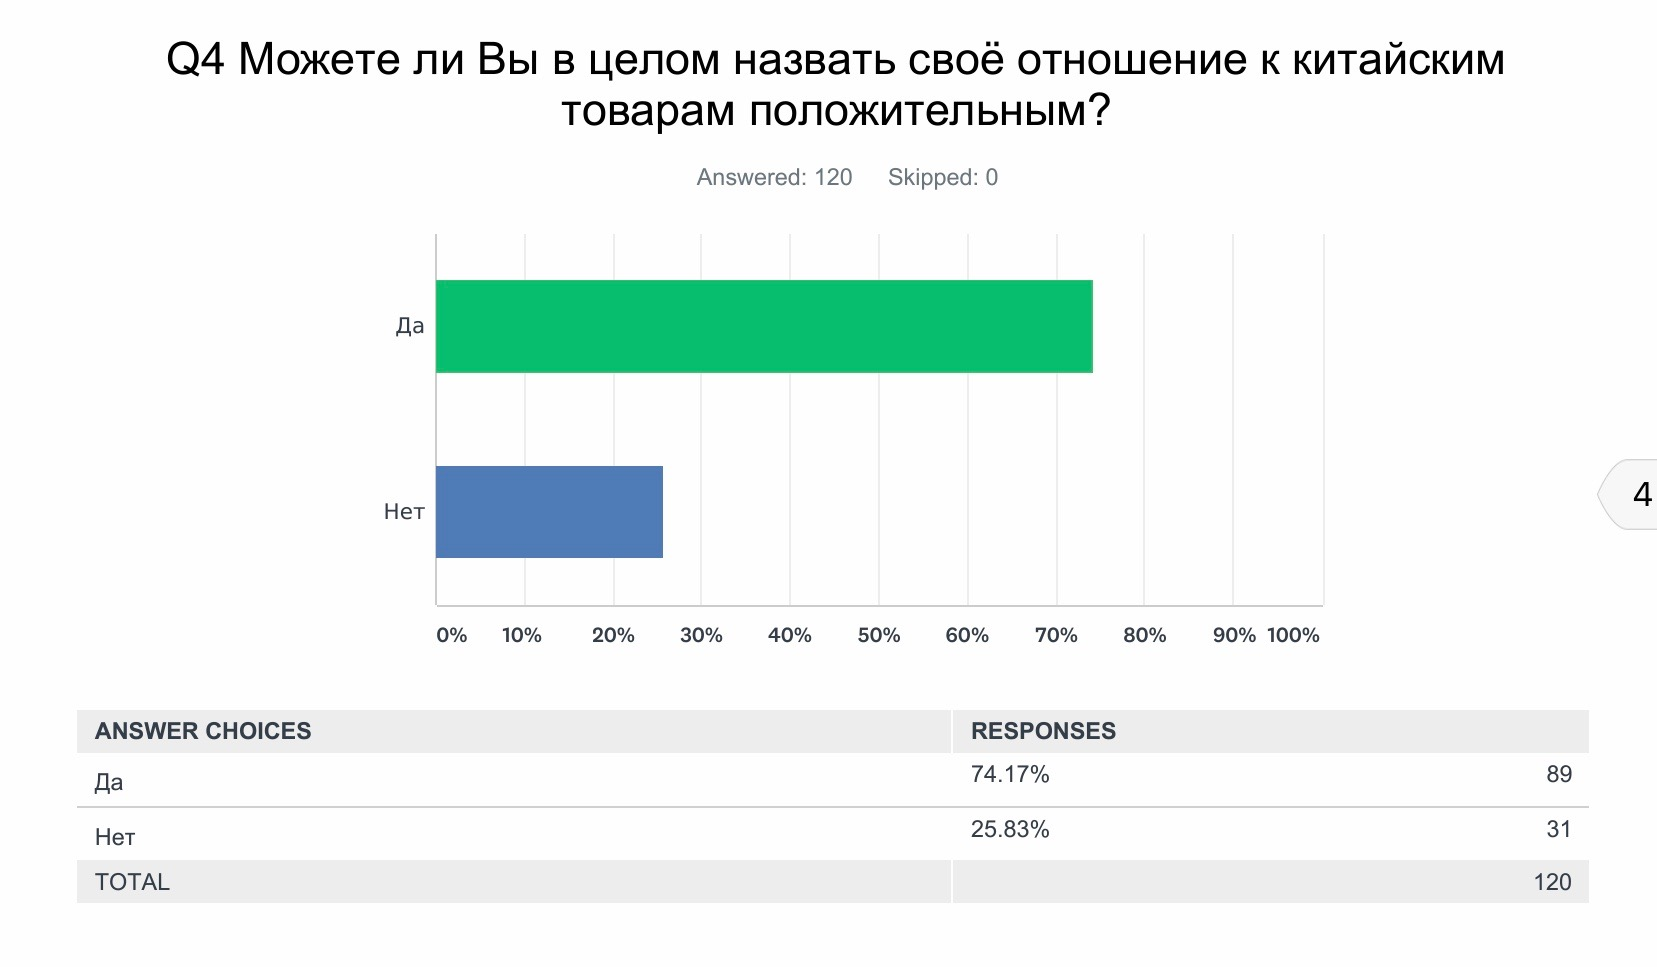 Q4 Можете ли Вы в целом назвать своё отношение к китайским
товарам положительным?
Answered: 120 Skipped: 0
Да
Нет
0% 10% 20% 30% 40% 50% 60% 70% 80% 90% 100%
4
ANSWER CHOICES RESPONSES
Да 74.17% 89
Нет 25.83% 31
TOTAL 120